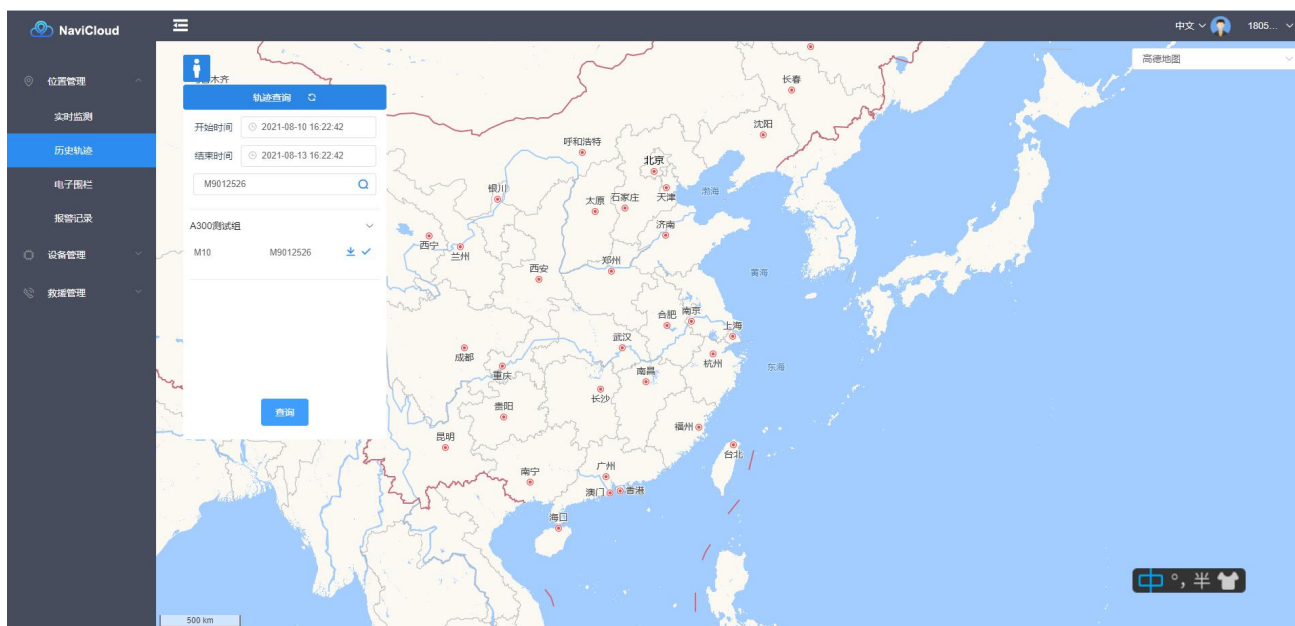 NaviCloud
中文
1805...
位置管理
实时监测
历史轨迹
电子围栏
报警记录
设备管理
救援管理
木齐
轨迹查询
开始时间 2021-08-10 16:22:42
结束时间 2021-08-13 16:22:42
M9012526
A300测试组
M10 M9012526
查询
高德地图
长春
沈阳
呼和浩特
北京
银川
太原 石家庄 天津 渤海
济南
西宁
兰州
郑州
西安
黄海
合肥 南京
上海
武汉
成都
杭州
重庆
南昌
东海
长沙
贵阳
福州
昆明
台北
南宁
广州
澳门 香港
海口
中 °, 半
500 km